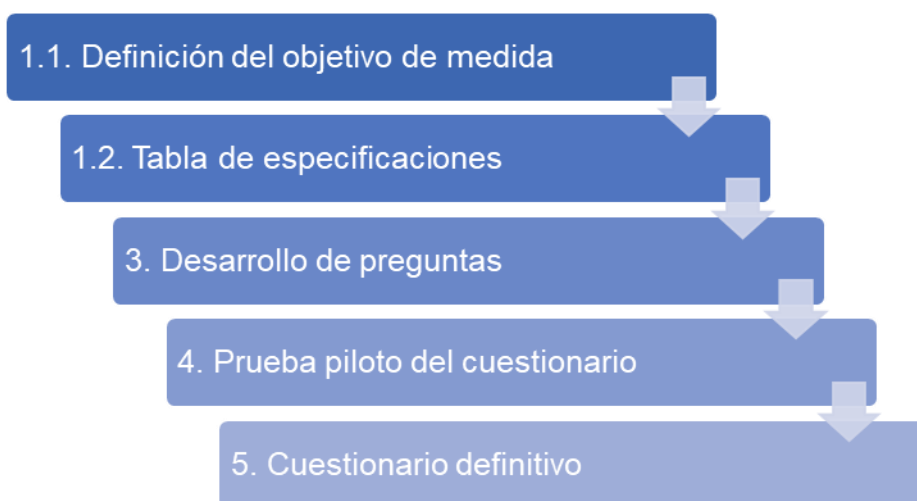 1.1. Definición del objetivo de medida
1.2. Tabla de especificaciones
3. Desarrollo de preguntas
4. Prueba piloto del cuestionario
5. Cuestionario definitivo